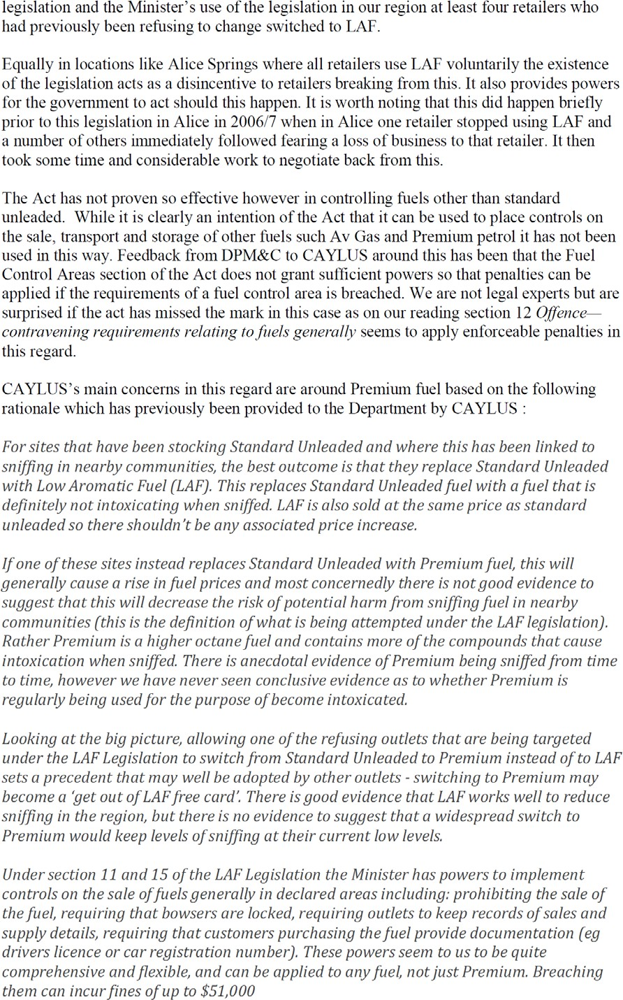 legislation and the Minister's use of the legislation in our region at least four retailers who
had previously been refusing to change switched to LAF.
Equally in locations like Alice Springs where all retailers use LAF voluntarily the existence
of the legislation acts as a disincentive to retailers breaking from this. It also provides powers
for the government to act should this happen. It is worth noting that this did happen briefly
prior to this legislation in Alice in 2006/7 when in Alice one retailer stopped using LAF and
a number of others immediately followed fearing a loss of business to that retailer. It then
took some time and considerable work to negotiate back from this.
The Act has not proven so effective however in controlling fuels other than standard
unleaded.  While it is clearly an intention of the Act that it can be used to place controls on
the sale, transport and storage of other fuels such Av Gas and Premium petrol it has not been
used in this way. Feedback from DPM&C to CAYLUS around this has been that the Fuel
Control Areas section of the Act does not grant sufficient powers so that penalties can be
applied if the requirements of a fuel control area is breached. We are not legal experts but are
surprised if the act has missed the mark in this case as on our reading section 12 Offence—
contravening requirements relating to fuels generally seems to apply enforceable penalties in
this regard.
CAYLUS's main concerns in this regard are around Premium fuel based on the following
rationale which has previously been provided to the Department by CAYLUS :
For sites that have been stocking Standard Unleaded and where this has been linked to
sniffing in nearby communities, the best outcome is that they replace Standard Unleaded
with Low Aromatic Fuel (LAF). This replaces Standard Unleaded fuel with a fuel that is
definitely not intoxicating when sniffed. LAF is also sold at the same price as standard
unleaded so there shouldn't be any associated price increase.
If one of these sites instead replaces Standard Unleaded with Premium fuel, this will
generally cause a rise in fuel prices and most concernedly there is not good evidence to
suggest that this will decrease the risk of potential harm from sniffing fuel in nearby
communities (this is the definition of what is being attempted under the LAF legislation).
Rather Premium is a higher octane fuel and contains more of the compounds that cause
intoxication when sniffed. There is anecdotal evidence of Premium being sniffed from time
to time, however we have never seen conclusive evidence as to whether Premium is
regularly being used for the purpose of become intoxicated.
Looking at the big picture, allowing one of the refusing outlets that are being targeted
under the LAF Legislation to switch from Standard Unleaded to Premium instead of to LAF
sets a precedent that may well be adopted by other outlets - switching to Premium may
become a 'get out of LAF free card'. There is good evidence that LAF works well to reduce
sniffing in the region, but there is no evidence to suggest that a widespread switch to
Premium would keep levels of sniffing at their current low levels.
Under section 11 and 15 of the LAF Legislation the Minister has powers to implement
controls on the sale of fuels generally in declared areas including: prohibiting the sale of
the fuel, requiring that bowsers are locked, requiring outlets to keep records of sales and
supply details, requiring that customers purchasing the fuel provide documentation (eg
drivers licence or car registration number). These powers seem to us to be quite
comprehensive and flexible, and can be applied to any fuel, not just Premium. Breaching
them can incur fines of up to $51,000